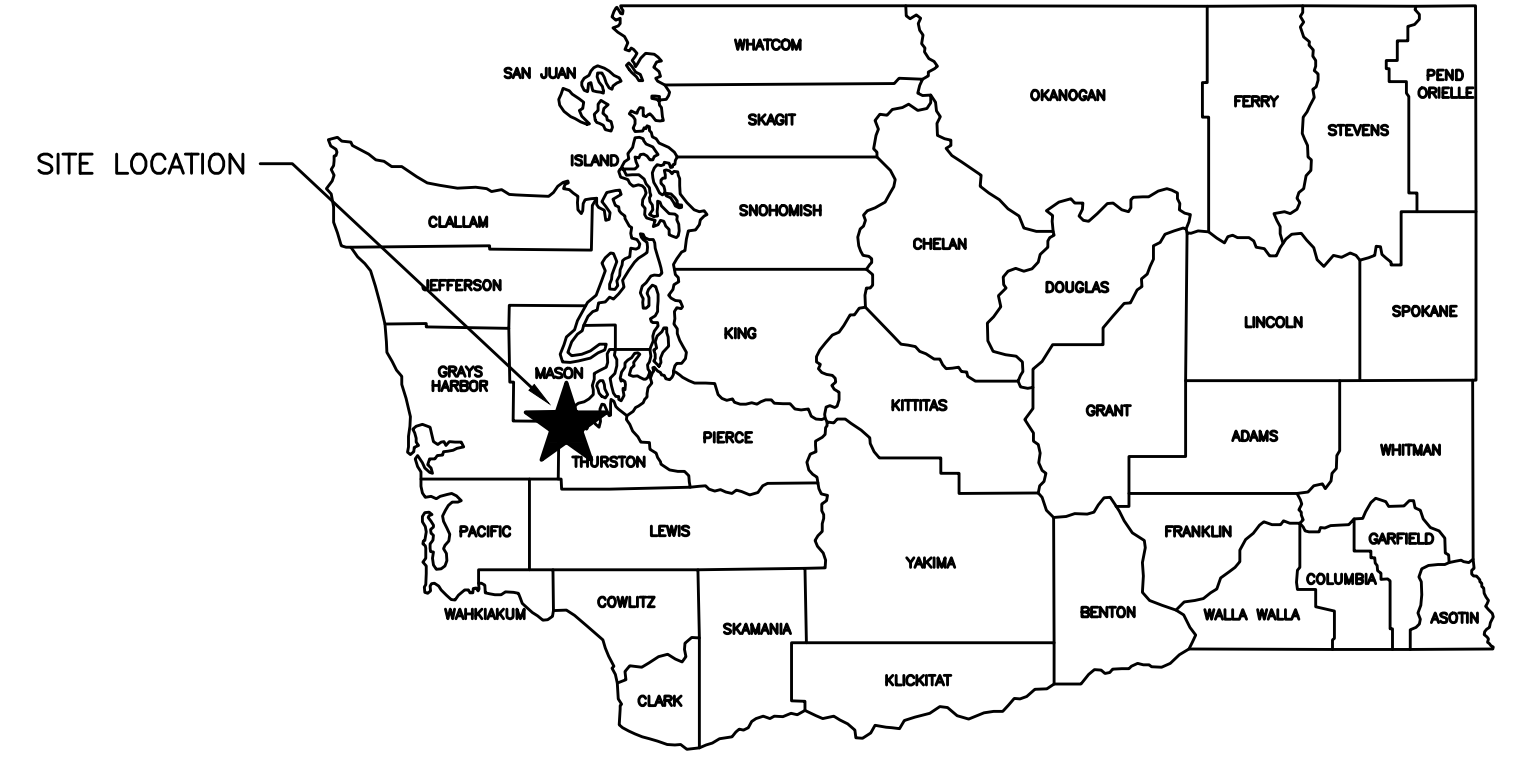 WHATCOM
SAN JUAN
PEND
ORIELLE
OKANOGAN
FERRY
SKAGIT
STEVENS
SITE LOCATION
ISLAND
SNOHOMISH
CLALLAM
CHELAN
JEFFERSON
DOUGLAS
SPOKANE
LINCOLN
KING
GRAYS
HARBOR
MASON
KITTITAS
GRANT
PIERCE
ADAMS
WHITMAN
THURSTON
PACIFIC
LEWIS
FRANKLIN
GARFIELD
YAKIMA
COLUMBIA
COWLITZ
WAHKIAKUM
BENTON
WALLA WALLA
ASOTIN
SKAMANIA
KLICKITAT
CLARK